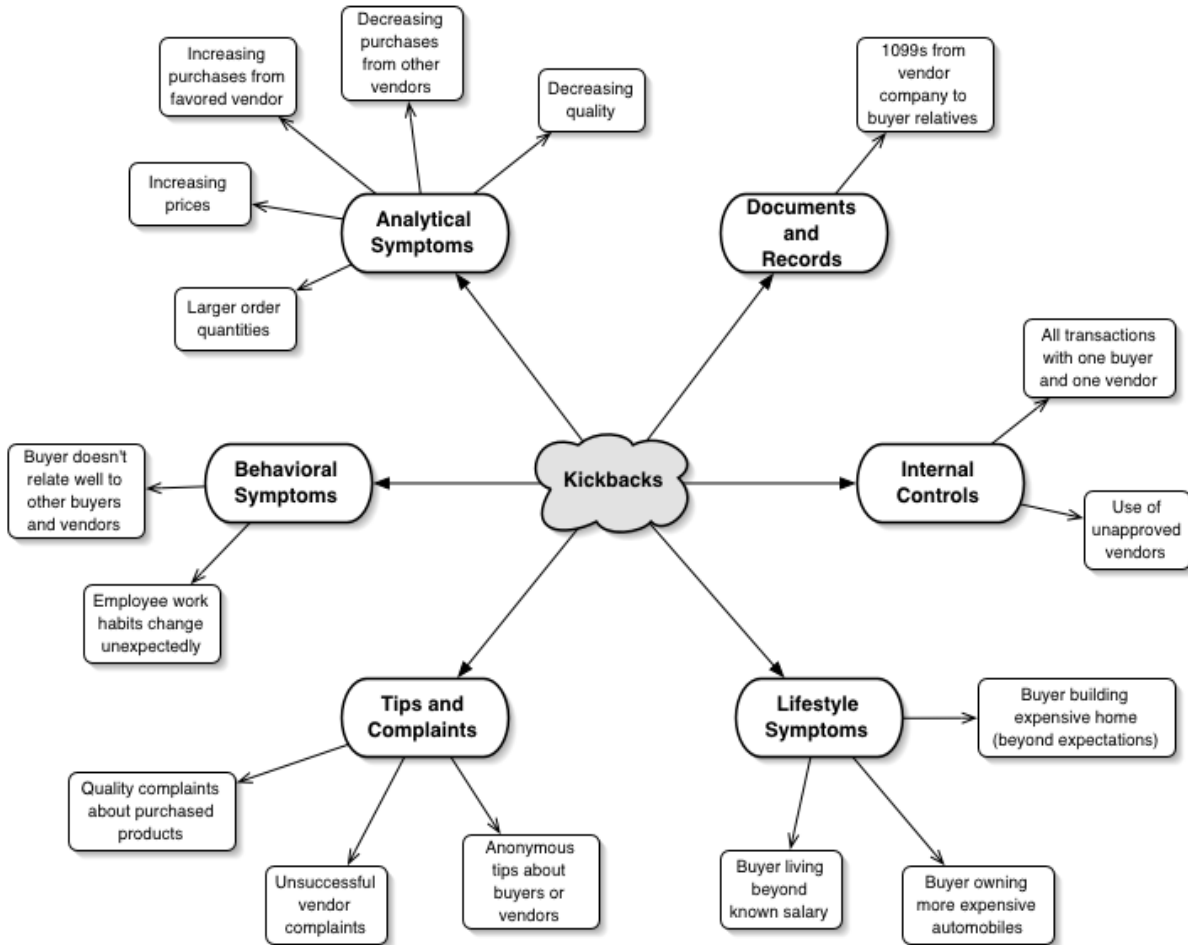 Decreasing
purchases
from other
vendors
Increasing
purchases from
favored vendor
Decreasing
quality
1099s from
vendor
company to
buyer relatives
Increasing
prices
Analytical
Symptoms
Documents
and
Records
Larger order
quantities
All transactions
with one buyer
and one vendor
Buyer doesn't
relate well to
other buyers
and vendors
Behavioral
Symptoms
Kickbacks
Internal
Controls
Use of
unapproved
vendors
Employee work
habits change
unexpectedly
Tips and
Complaints
Lifestyle
Symptoms
Buyer building
expensive home
(beyond expectations)
Quality complaints
about purchased
products
Unsuccessful
vendor
complaints
Anonymous
tips about
buyers or
vendors
Buyer living
beyond
known salary
Buyer owning
more expensive
automobiles